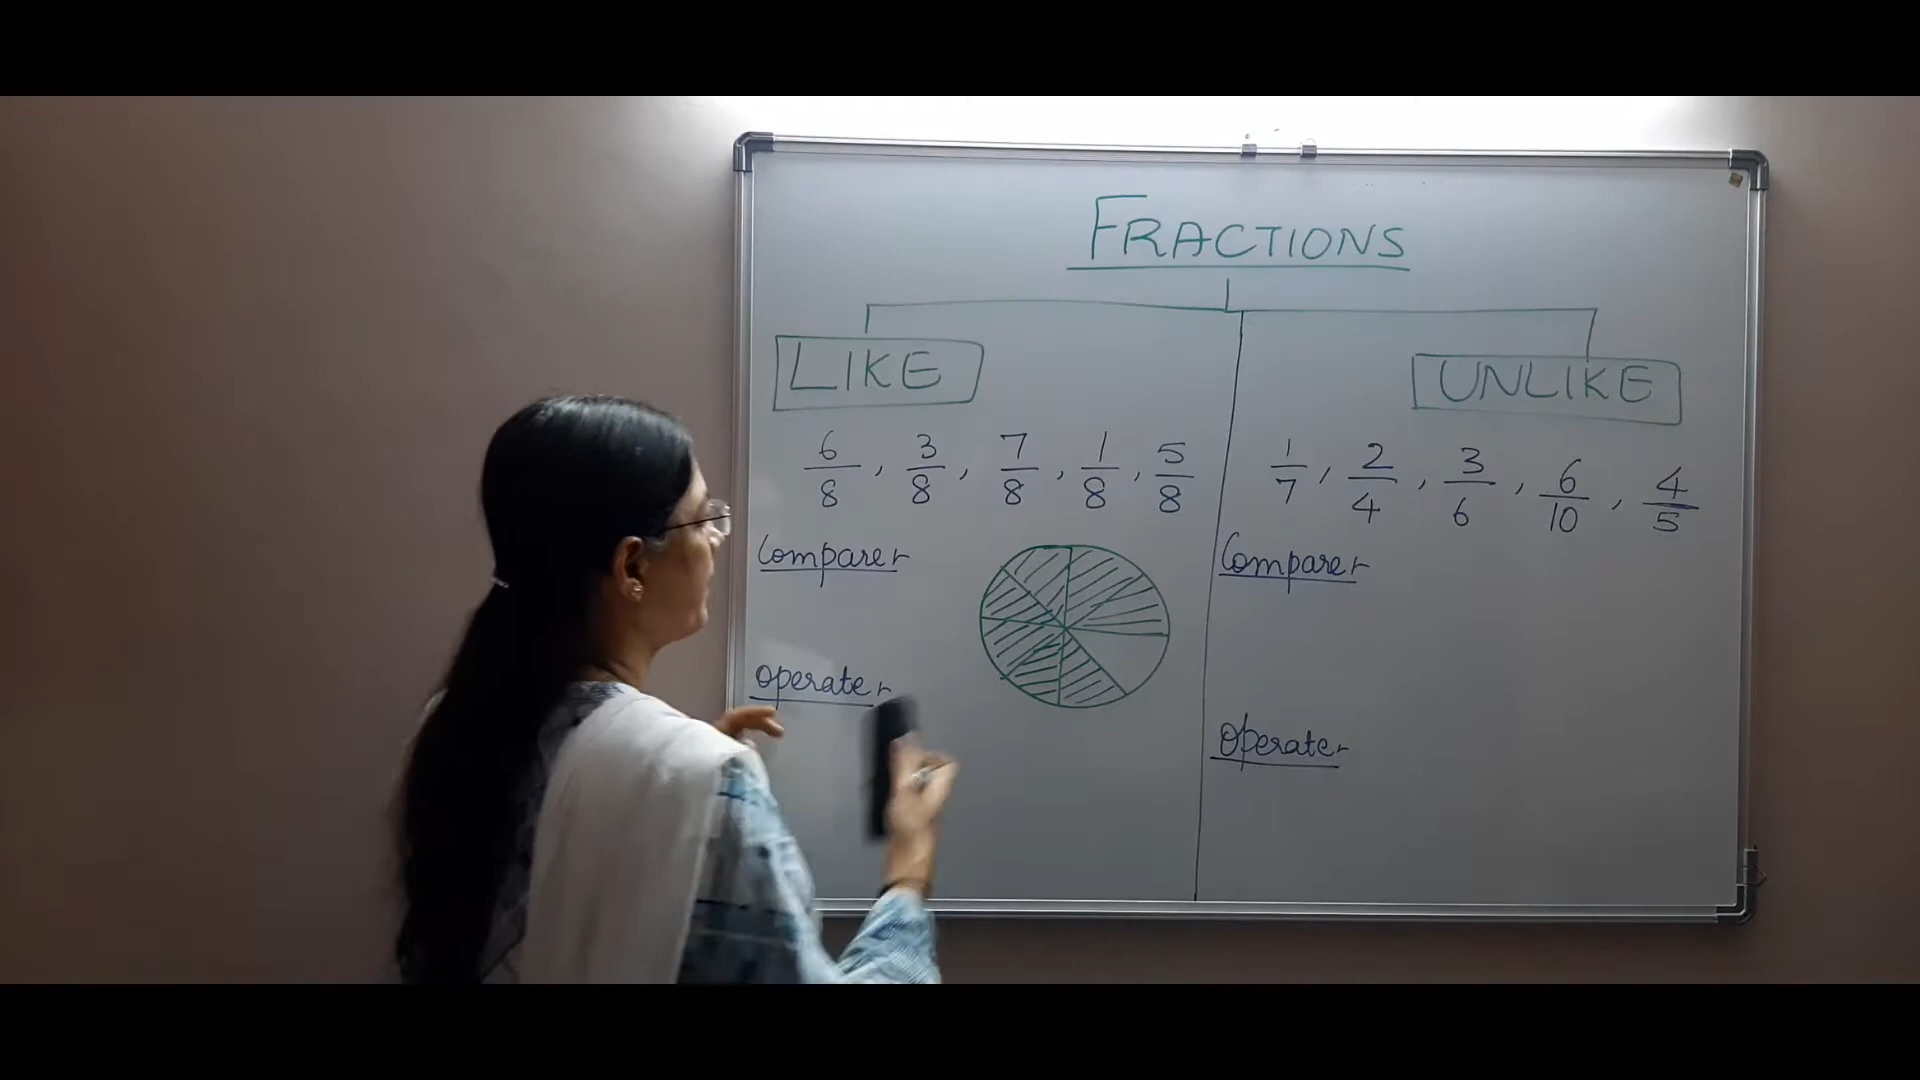 FRACTIONS
LIKE
UNLIKE
6/8, 3/8, 7/8, 1/8, 5/8
1/7, 2/4, 3/6, 6/10, 4/5
Compare:-
Compare:-
Operate:-
Operate:-